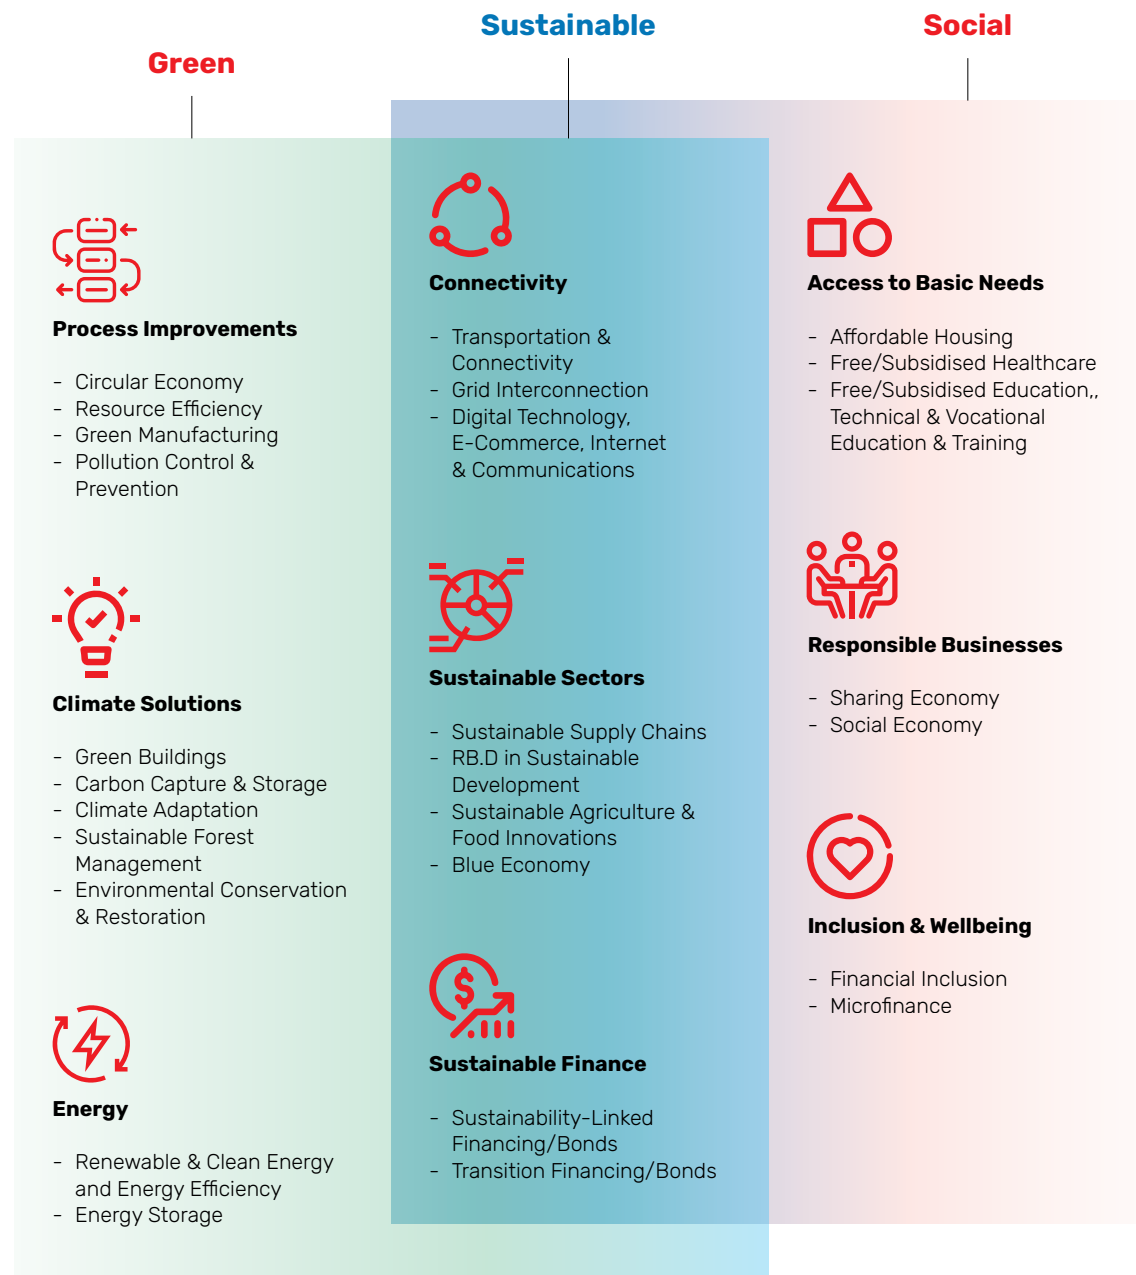 Green
Process Improvements
- Circular Economy
- Resource Efficiency
- Green Manufacturing
- Pollution Control &
Prevention
Climate Solutions
- Green Buildings
- Carbon Capture & Storage
- Climate Adaptation
- Sustainable Forest
Management
- Environmental Conservation
& Restoration
Energy
- Renewable & Clean Energy
and Energy Efficiency
- Energy Storage
Sustainable
Connectivity
- Transportation &
Connectivity
- Grid Interconnection
- Digital Technology,
E-Commerce, Internet
& Communications
Sustainable Sectors
- Sustainable Supply Chains
- RB.D in Sustainable
Development
- Sustainable Agriculture &
Food Innovations
- Blue Economy
$
Sustainable Finance
- Sustainability-Linked
Financing/Bonds
- Transition Financing/Bonds
Social
Access to Basic Needs
- Affordable Housing
- Free/Subsidised Healthcare
- Free/Subsidised Education,,
Technical & Vocational
Education & Training
Responsible Businesses
- Sharing Economy
- Social Economy
Inclusion & Wellbeing
- Financial Inclusion
- Microfinance